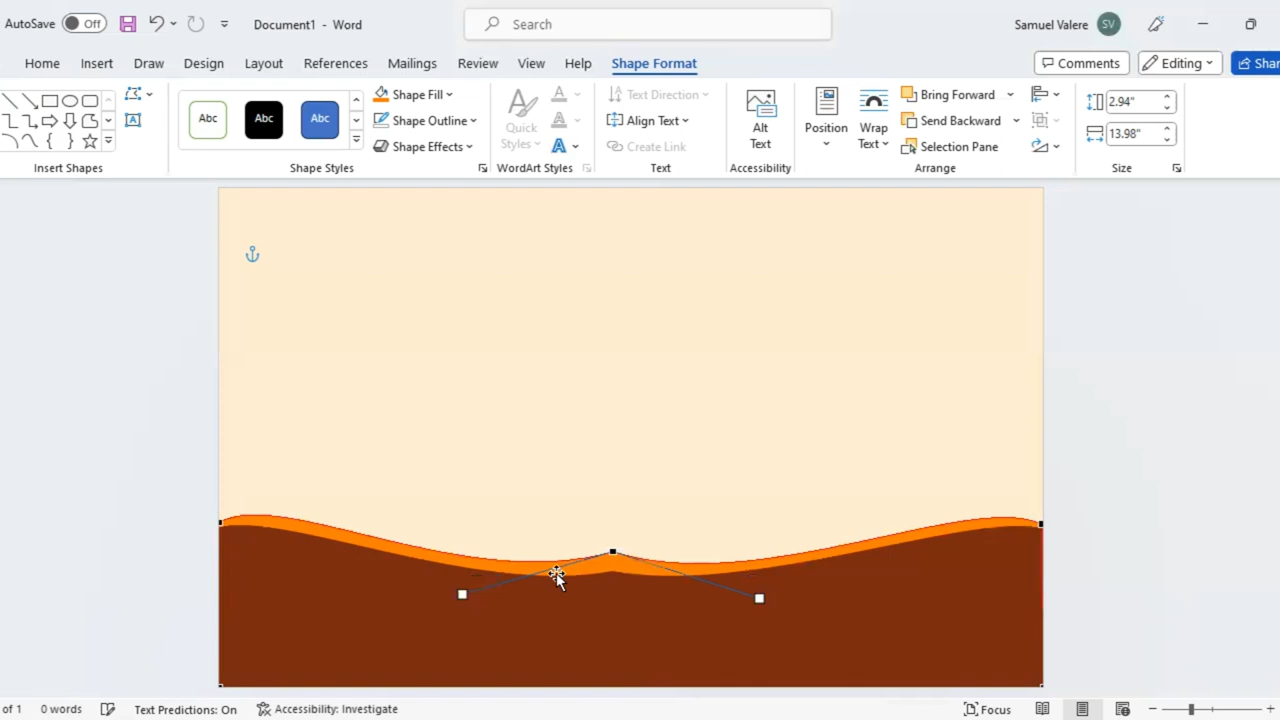 AutoSave Off Document1 - Word Search Samuel Valere SV
Home Insert Draw Design Layout References Mailings Review View Help Shape Format Comments Editing Shar
Abc Abc Abc
Shape Fill
Shape Outline
Shape Effects
Quick Styles
A
A
A
Text Direction
Align Text
Create Link
Alt Text
Position
Wrap Text
Bring Forward
Send Backward
Selection Pane
2.94"
13.98"
Insert Shapes Shape Styles WordArt Styles Text Accessibility Arrange Size
of 1 0 words Text Predictions: On Accessibility: Investigate Focus